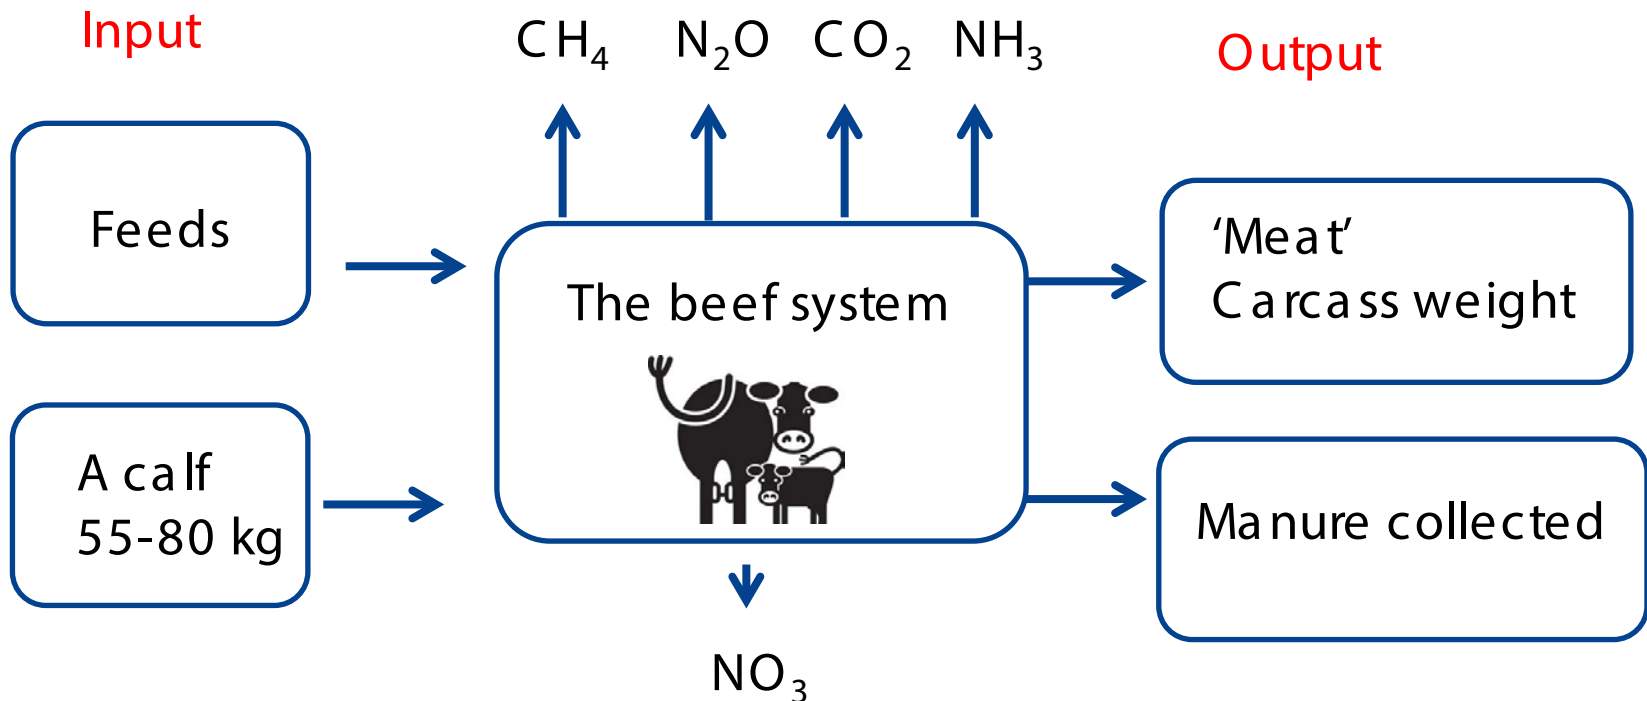 Input
CH₄ N₂O CO₂ NH₃
Output
Feeds
A calf
55-80 kg
The beef system
‘Meat’
Carcass weight
Manure collected
NO₃